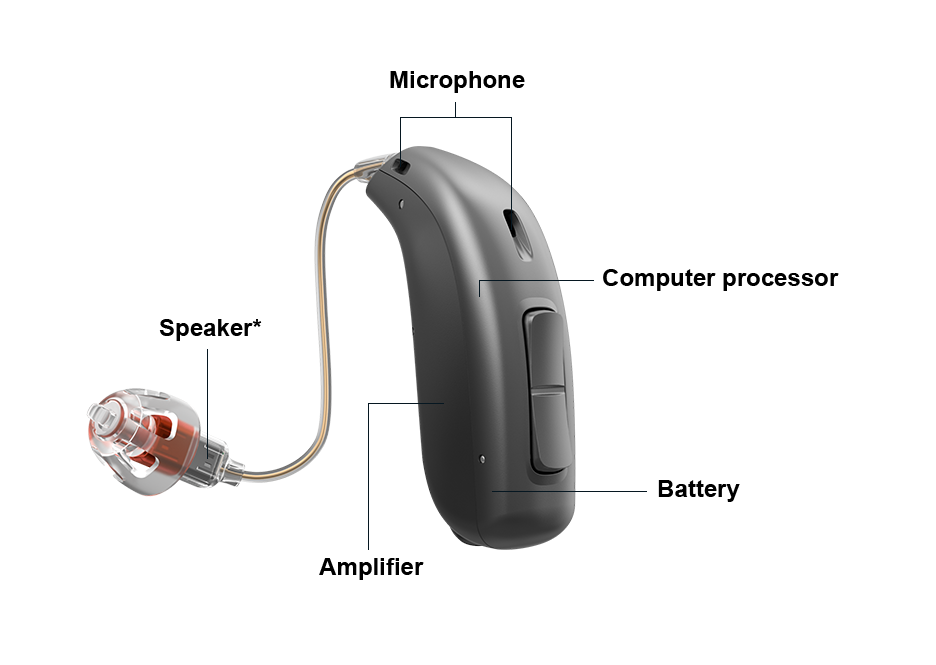 Microphone
Computer processor
Speaker*
Battery
Amplifier